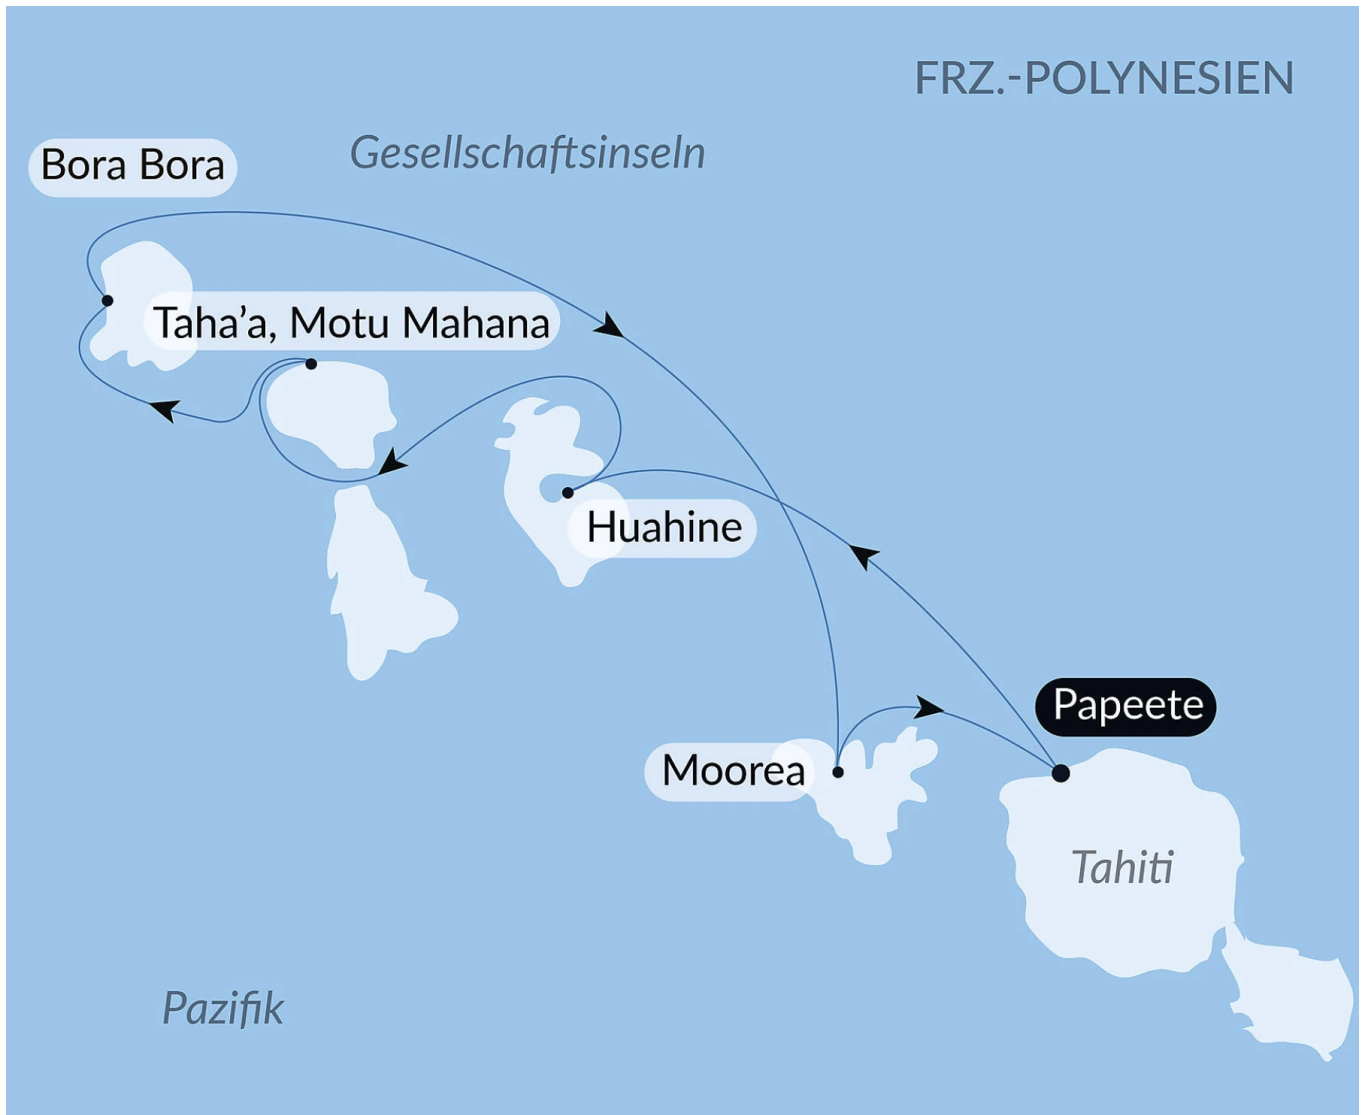 FRZ.-POLYNESIEN
Gesellschaftsinseln
Bora Bora
Taha’a, Motu Mahana
Huahine
Papeete
Moorea
Tahiti
Pazifik